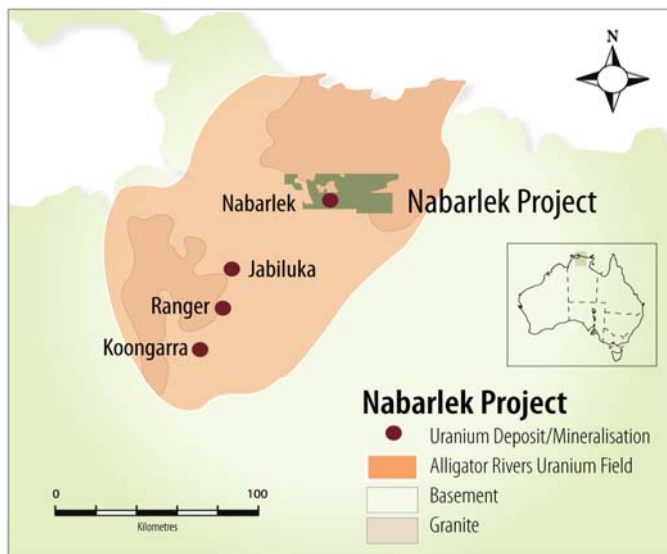 N
Nabarlek
Nabarlek Project
Jabiluka
Ranger
Koongarra
Nabarlek Project
Uranium Deposit/Mineralisation
Alligator Rivers Uranium Field
Basement
Granite
0
100
Kilometres